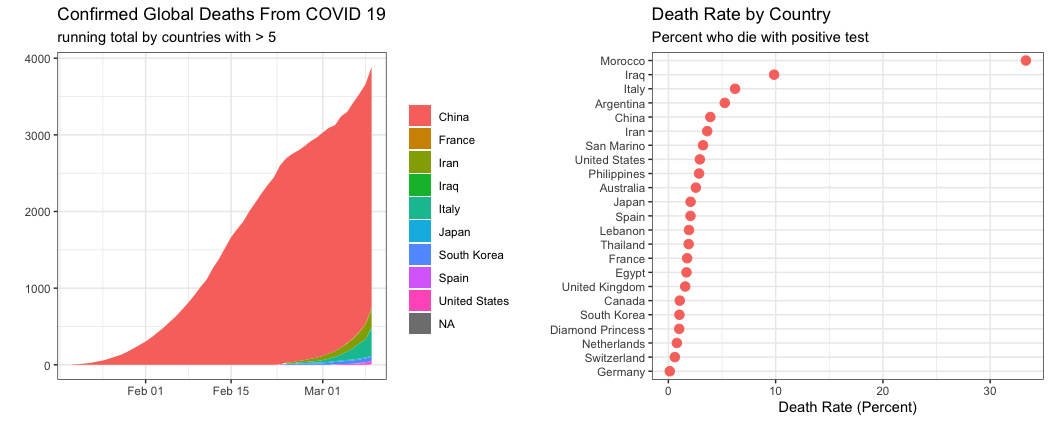 Confirmed Global Deaths From COVID 19
running total by countries with > 5
4000
3000
2000
1000
0
Feb 01 Feb 15 Mar 01
China
France
Iran
Iraq
Italy
Japan
South Korea
Spain
United States
NA
Death Rate by Country
Percent who die with positive test
Morocco
Iraq
Italy
Argentina
China
Iran
San Marino
United States
Philippines
Australia
Japan
Spain
Lebanon
Thailand
France
Egypt
United Kingdom
Canada
South Korea
Diamond Princess
Netherlands
Switzerland
Germany
0 10 20 30
Death Rate (Percent)